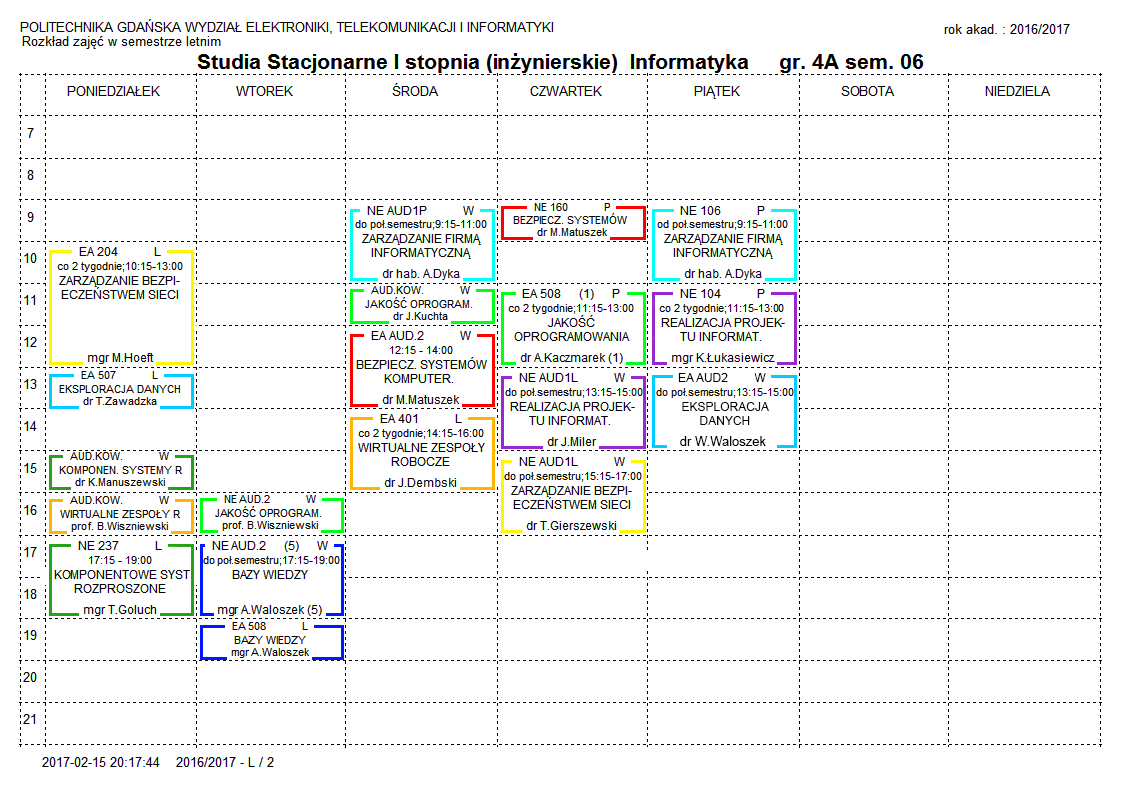 POLITECHNIKA GDAŃSKA WYDZIAŁ ELEKTRONIKI, TELEKOMUNIKACJI I INFORMATYKI
rok akad. : 2016/2017
Rozkład zajęć w semestrze letnim
Studia Stacjonarne I stopnia (inżynierskie) Informatyka gr. 4A sem. 06
PONIEDZIAŁEK WTOREK ŚRODA CZWARTEK PIĄTEK SOBOTA NIEDZIELA
7
8
9
10
11
12
13
14
15
16
17
18
19
20
21
EA 204 L
co 2 tygodnie;10:15-13:00
ZARZĄDZANIE BEZPI-
ECZEŃSTWEM SIECI
mgr M.Hoeft
EA 507 L
EKSPLORACJA DANYCH
dr T.Zawadzka
AUD.KOW. W
KOMPONEN. SYSTEMY R
dr K.Manuszewski
AUD.KOW. W
WIRTUALNE ZESPOŁY R
prof. B.Wiszniewski
NE 237 L
17:15 - 19:00
KOMPONENTOWE SYST
ROZPROSZONE
mgr T.Goluch
NE AUD.2 W
JAKOŚĆ OPROGRAM.
prof. B.Wiszniewski
NE AUD.2 (5) W
do poł.semestru;17:15-19:00
BAZY WIEDZY
mgr A.Waloszek (5)
EA 508 L
BAZY WIEDZY
mgr A.Waloszek
NE AUD1P W
do poł.semestru;9:15-11:00
ZARZĄDZANIE FIRMĄ
INFORMATYCZNĄ
dr hab. A.Dyka
AUD.KOW. W
JAKOŚĆ OPROGRAM.
dr J.Kuchta
EA AUD.2 W
12:15 - 14:00
BEZPIECZ. SYSTEMÓW
KOMPUTER.
dr M.Matuszek
EA 401 L
co 2 tygodnie;14:15-16:00
WIRTUALNE ZESPOŁY
ROBOCZE
dr J.Dembski
NE 160 P
BEZPIECZ. SYSTEMÓW
dr M.Matuszek
EA 508 (1) P
co 2 tygodnie;11:15-13:00
JAKOŚĆ
OPROGRAMOWANIA
dr A.Kaczmarek (1)
NE AUD1L W
do poł.semestru;13:15-15:00
REALIZACJA PROJEK-
TU INFORMAT.
dr J.Miler
NE AUD1L W
do poł.semestru;15:15-17:00
ZARZĄDZANIE BEZPI-
ECZEŃSTWEM SIECI
dr T.Gierszewski
NE 106 P
od poł.semestru;9:15-11:00
ZARZĄDZANIE FIRMĄ
INFORMATYCZNĄ
dr hab. A.Dyka
NE 104 P
co 2 tygodnie;11:15-13:00
REALIZACJA PROJEK-
TU INFORMAT.
mgr K.Łukasiewicz
EA AUD2 W
do poł.semestru;13:15-15:00
EKSPLORACJA
DANYCH
dr W.Waloszek
2017-02-15 20:17:44 2016/2017 - L / 2